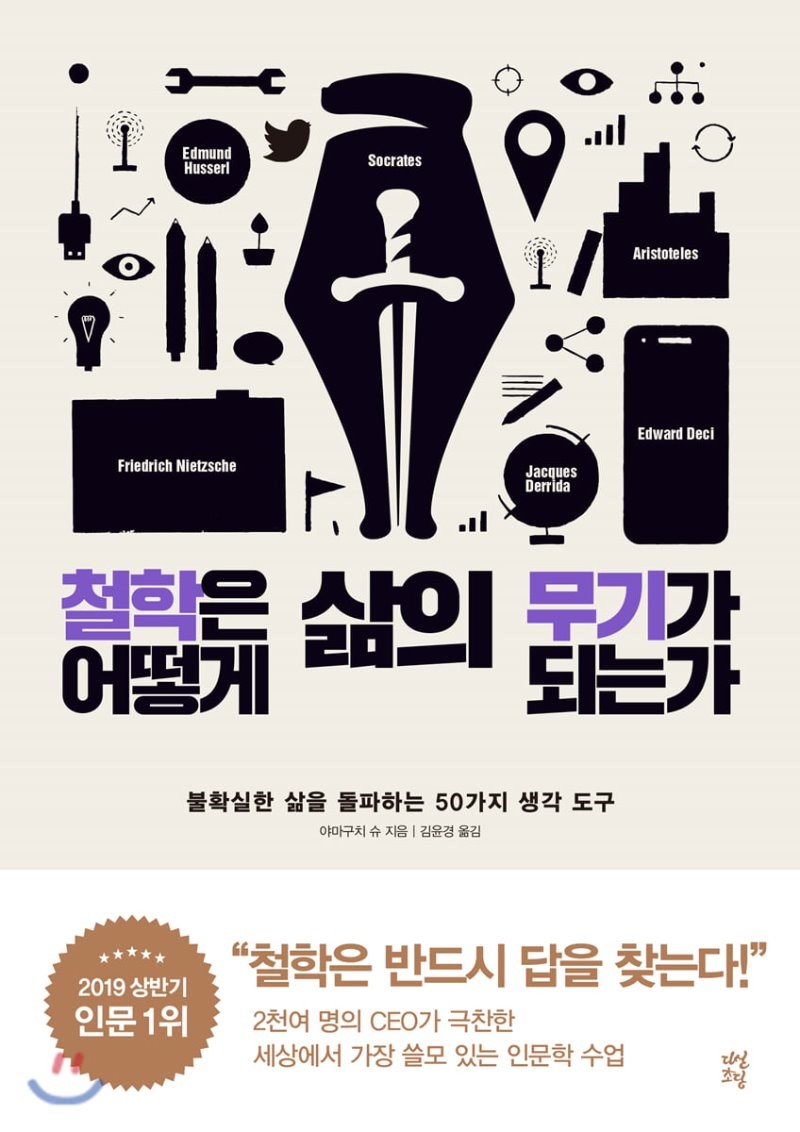 Edmund
Husserl
Socrates
Aristoteles
Friedrich Nietzsche
Jacques
Derrida
Edward Deci
철학은 삶의 무기가
어떻게 되는가
불확실한 삶을 돌파하는 50가지 생각 도구
야마구치 슈 지음 | 김윤경 옮김
2019 상반기
인문 1위
“철학은 반드시 답을 찾는다!”
2천여 명의 CEO가 극찬한
세상에서 가장 쓸모 있는 인문학 수업
다산
초당